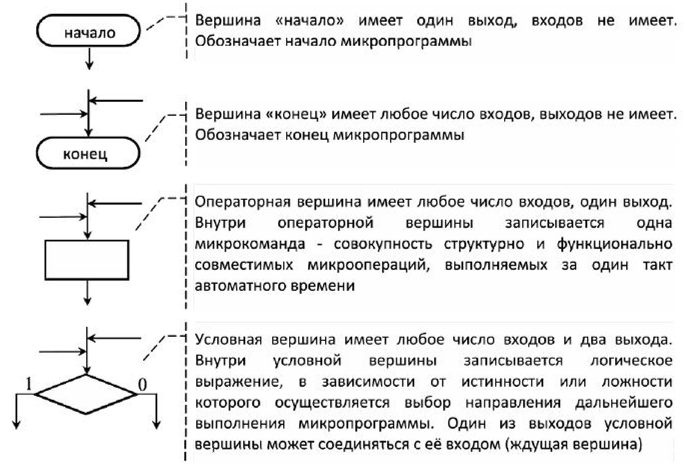 начало
Вершина «начало» имеет один выход, входов не имеет.
Обозначает начало микропрограммы
Вершина «конец» имеет любое число входов, выходов не имеет.
Обозначает конец микропрограммы
конец
Операторная вершина имеет любое число входов, один выход.
Внутри операторной вершины записывается одна
микрокоманда - совокупность структурно и функционально
совместимых микроопераций, выполняемых за один такт
автоматного времени
Условная вершина имеет любое число входов и два выхода.
Внутри условной вершины записывается логическое
выражение, в зависимости от истинности или ложности
которого осуществляется выбор направления дальнейшего
выполнения микропрограммы. Один из выходов условной
вершины может соединяться с её входом (ждущая вершина)
1 0